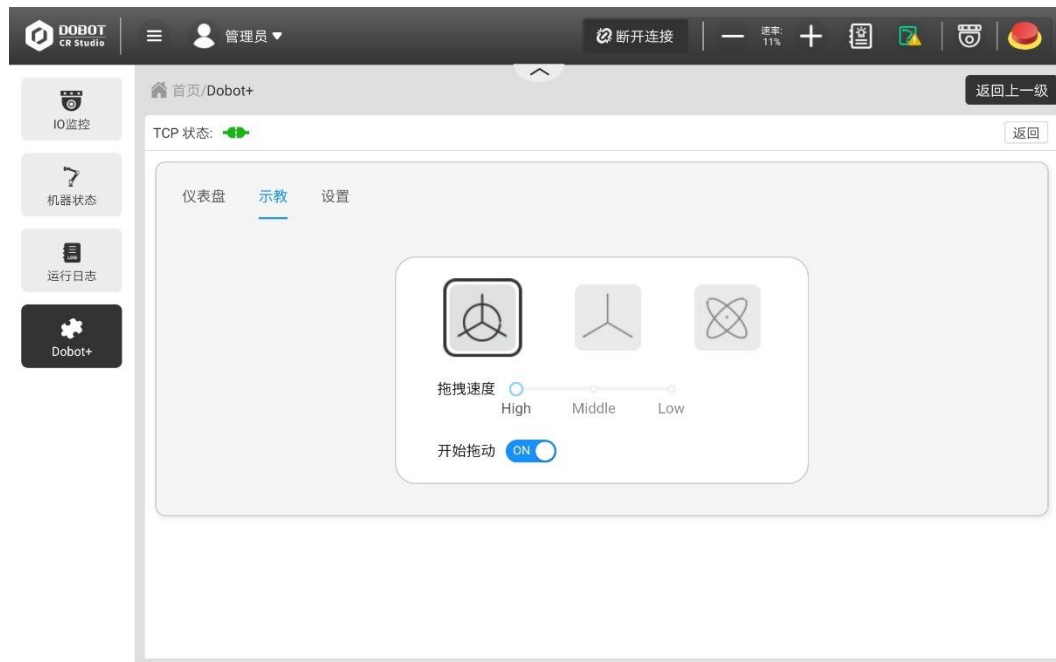 DOBOT
CR Studio
管理员
断开连接
速率:
11%
首页/Dobot+
返回上一级
IO监控
机器状态
运行日志
Dobot+
TCP 状态:
返回
仪表盘 示教 设置
拖拽速度
High Middle Low
开始拖动 ON